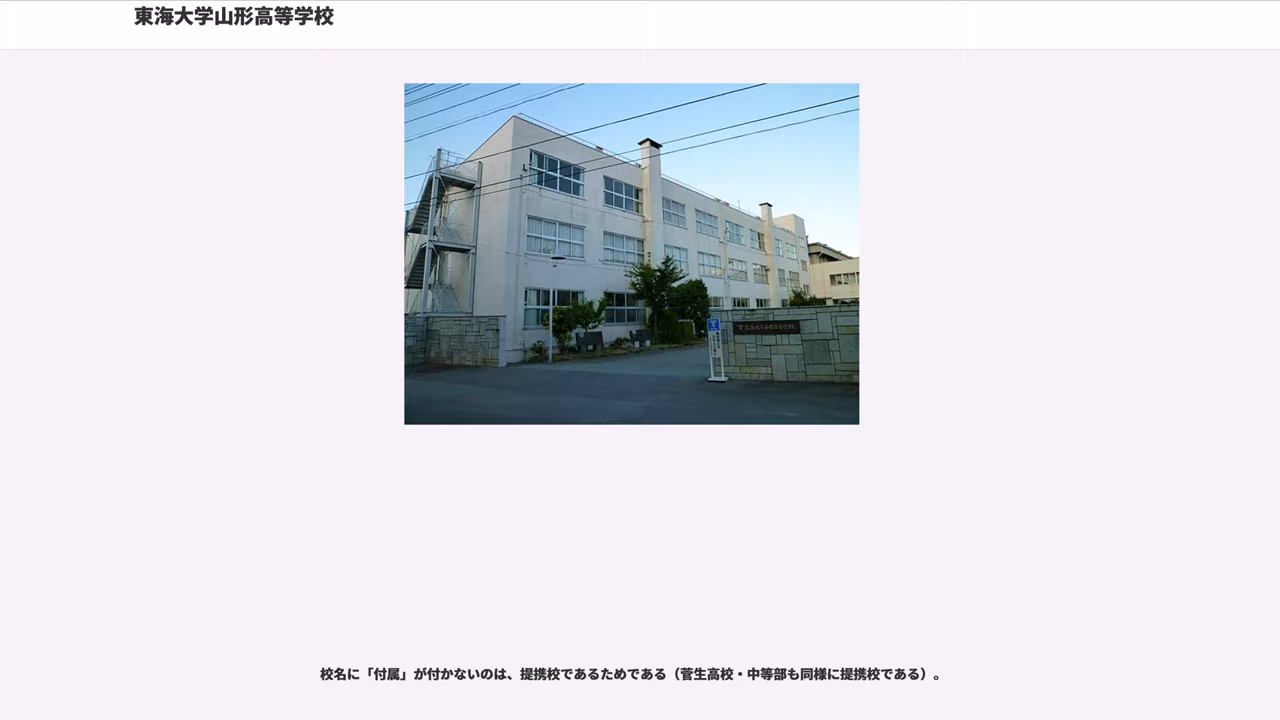 東海大学山形高等学校
校名に「付属」が付かないのは、提携校であるためである（菅生高校・中等部も同様に提携校である）。